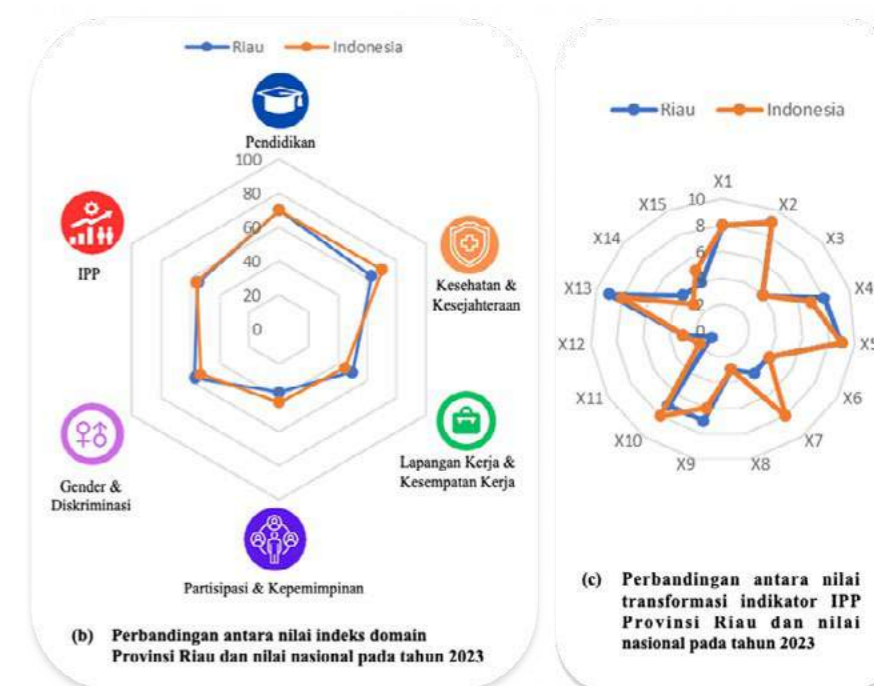 Riau Indonesia
Pendidikan
100
80
60
40
20
0
IPP
Kesehatan &
Kesejahteraan
Gender &
Diskriminasi
Lapangan Kerja &
Kesempatan Kerja
Partisipasi & Kepemimpinan
(b) Perbandingan antara nilai indeks domain
Provinsi Riau dan nilai nasional pada tahun 2023
Riau Indonesia
X1
X2
X3
X4
X5
X6
X7
X8
X9
X10
X11
X12
X13
X14
X15
10
8
6
2
0
(c) Perbandingan antara nilai
transformasi indikator IPP
Provinsi Riau dan nilai
nasional pada tahun 2023